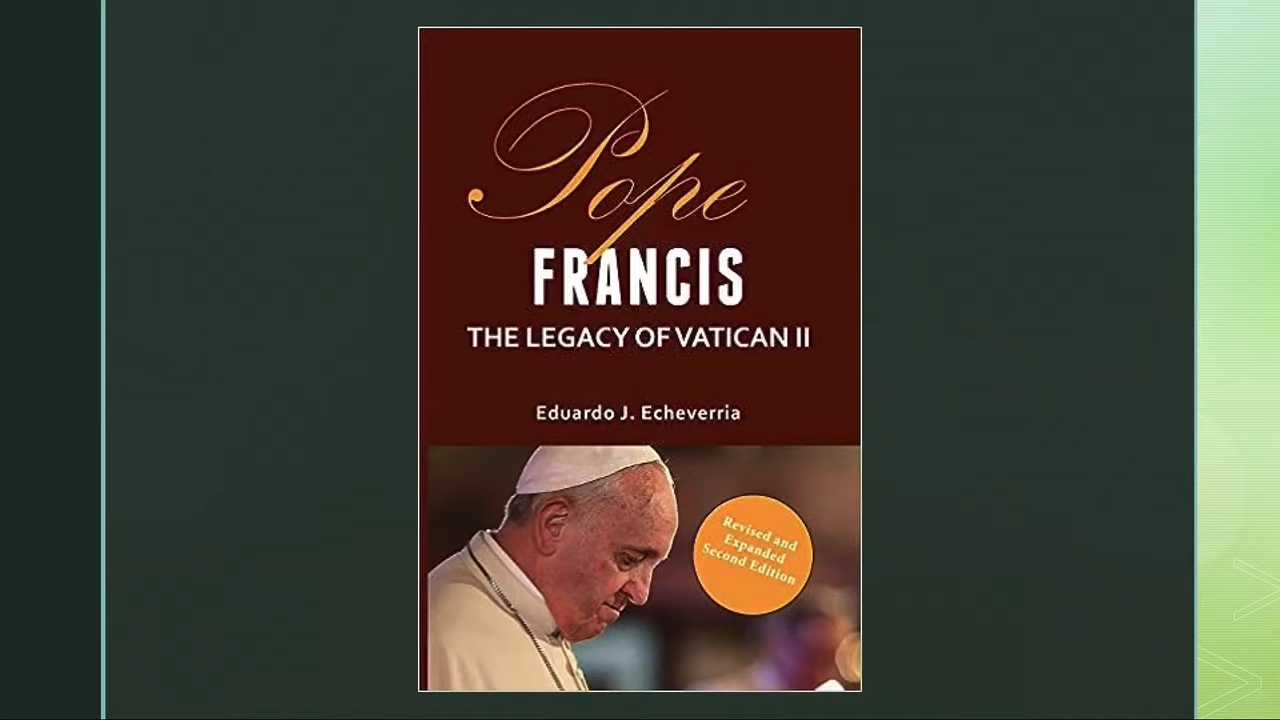 Pope
FRANCIS
THE LEGACY OF VATICAN II
Eduardo J. Echeverria
Revised and
Expanded
Second Edition